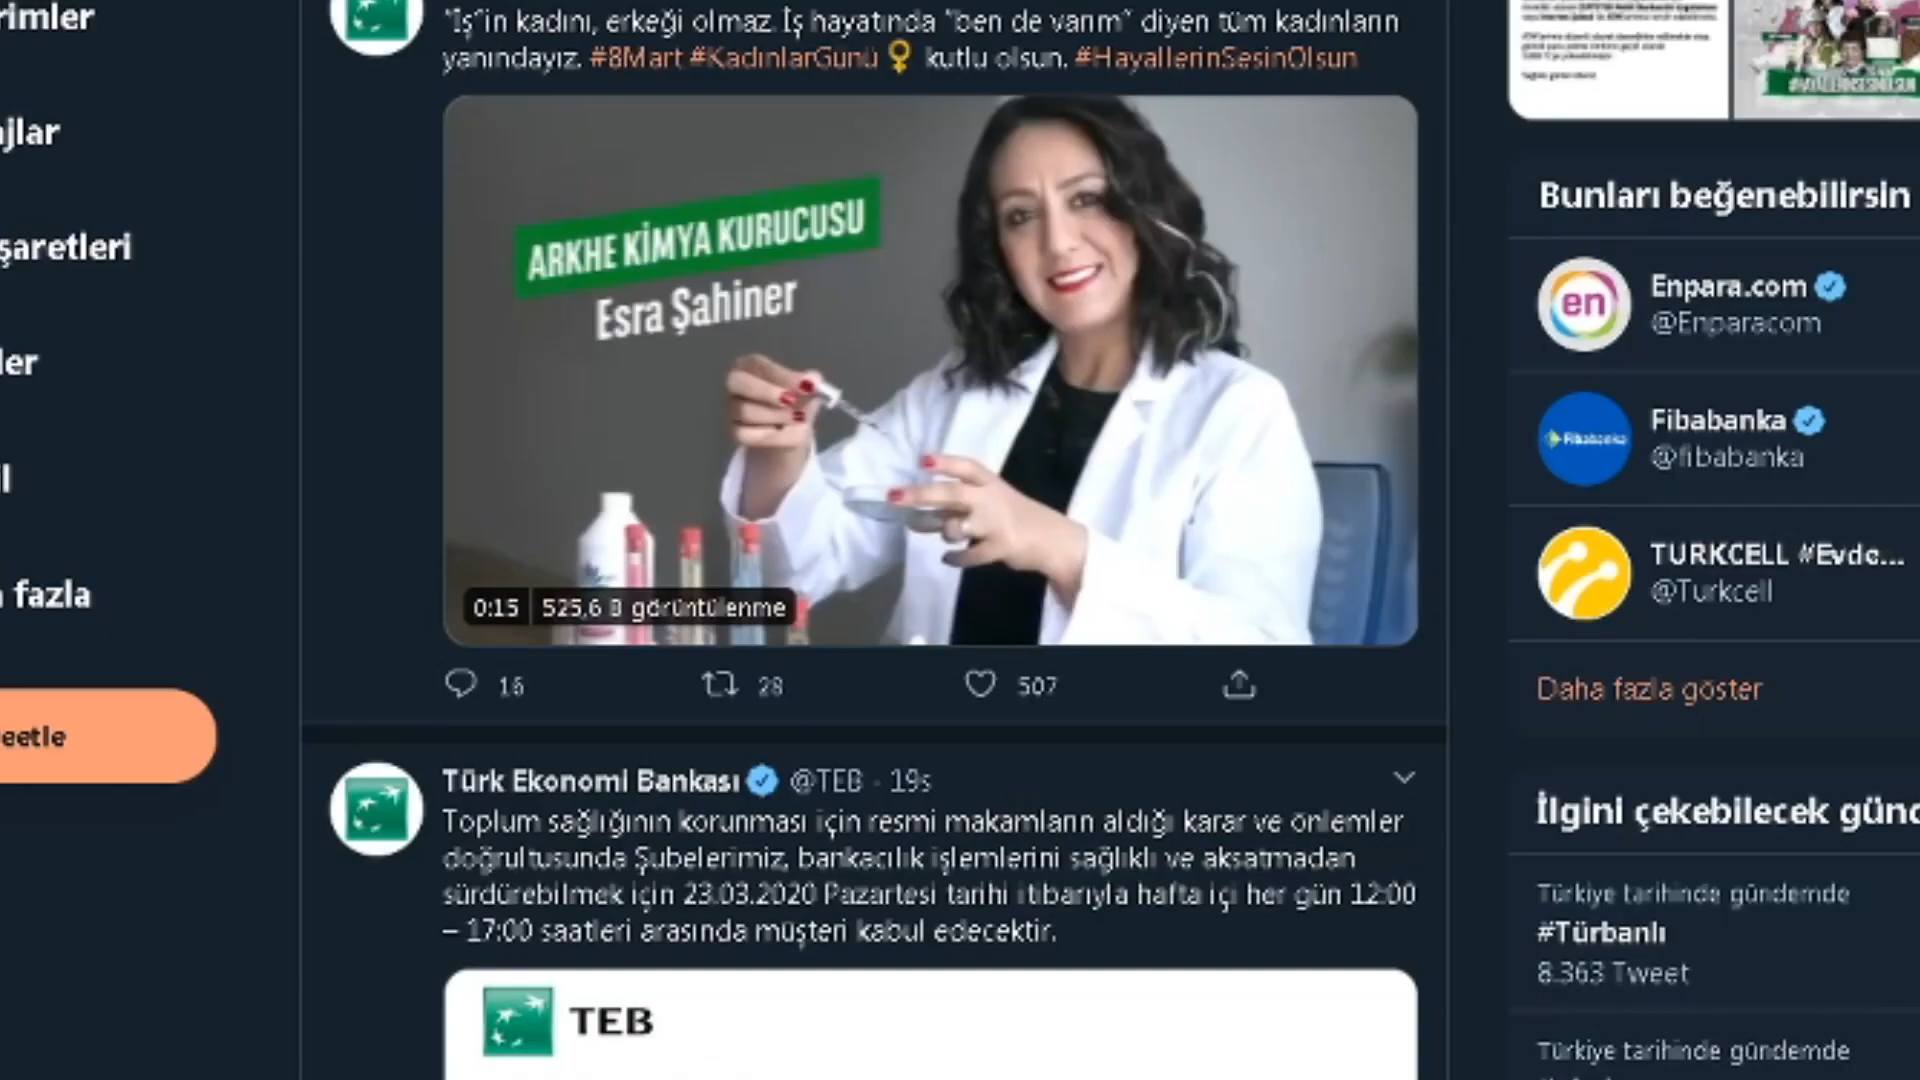 rimler
ajlar
şaretleri
ler
l
fazla
eetle
"İş"in kadını, erkeği olmaz. İş hayatında "ben de varım" diyen tüm kadınların
yanındayız. #8Mart #KadınlarGünü ♀ kutlu olsun. #HayallerinSesinOlsun
ARKHE KİMYA KURUCUSU
Esra Şahiner
0:15 525,6 B görüntülenme
16 28 507
Türk Ekonomi Bankası @TEB · 19s
Toplum sağlığının korunması için resmi makamların aldığı karar ve önlemler
doğrultusunda Şubelerimiz, bankacılık işlemlerini sağlıklı ve aksatmadan
sürdürebilmek için 23.03.2020 Pazartesi tarihi itibarıyla hafta içi her gün 12:00
– 17:00 saatleri arasında müşteri kabul edecektir.
TEB
#HAYALLERINSESINOLSUN
Bunları beğenebilirsin
en
Enpara.com
@Enparacom
Fibabanka
Fibabanka
@fibabanka
TURKCELL #Evde...
@Turkcell
Daha fazla göster
İlgini çekebilecek günd
Türkiye tarihinde gündemde
#Türbanlı
8.363 Tweet
Türkiye tarihinde gündemde